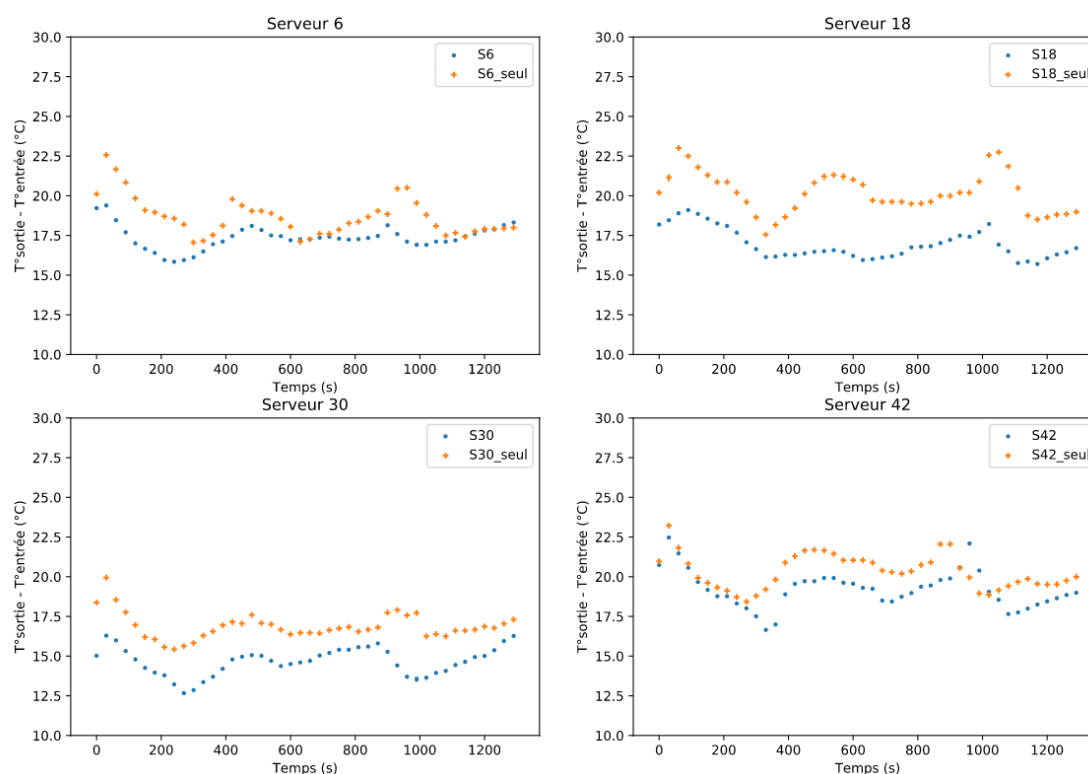 Serveur 6
30.0
27.5
25.0
22.5
20.0
17.5
15.0
12.5
10.0
T°sortie - T°entrée (°C)
S6
S6_seul
0 200 400 600 800 1000 1200
Temps (s)
Serveur 18
30.0
27.5
25.0
22.5
20.0
17.5
15.0
12.5
10.0
T°sortie - T°entrée (°C)
S18
S18_seul
0 200 400 600 800 1000 1200
Temps (s)
Serveur 30
30.0
27.5
25.0
22.5
20.0
17.5
15.0
12.5
10.0
T°sortie - T°entrée (°C)
S30
S30_seul
0 200 400 600 800 1000 1200
Temps (s)
Serveur 42
30.0
27.5
25.0
22.5
20.0
17.5
15.0
12.5
10.0
T°sortie - T°entrée (°C)
S42
S42_seul
0 200 400 600 800 1000 1200
Temps (s)